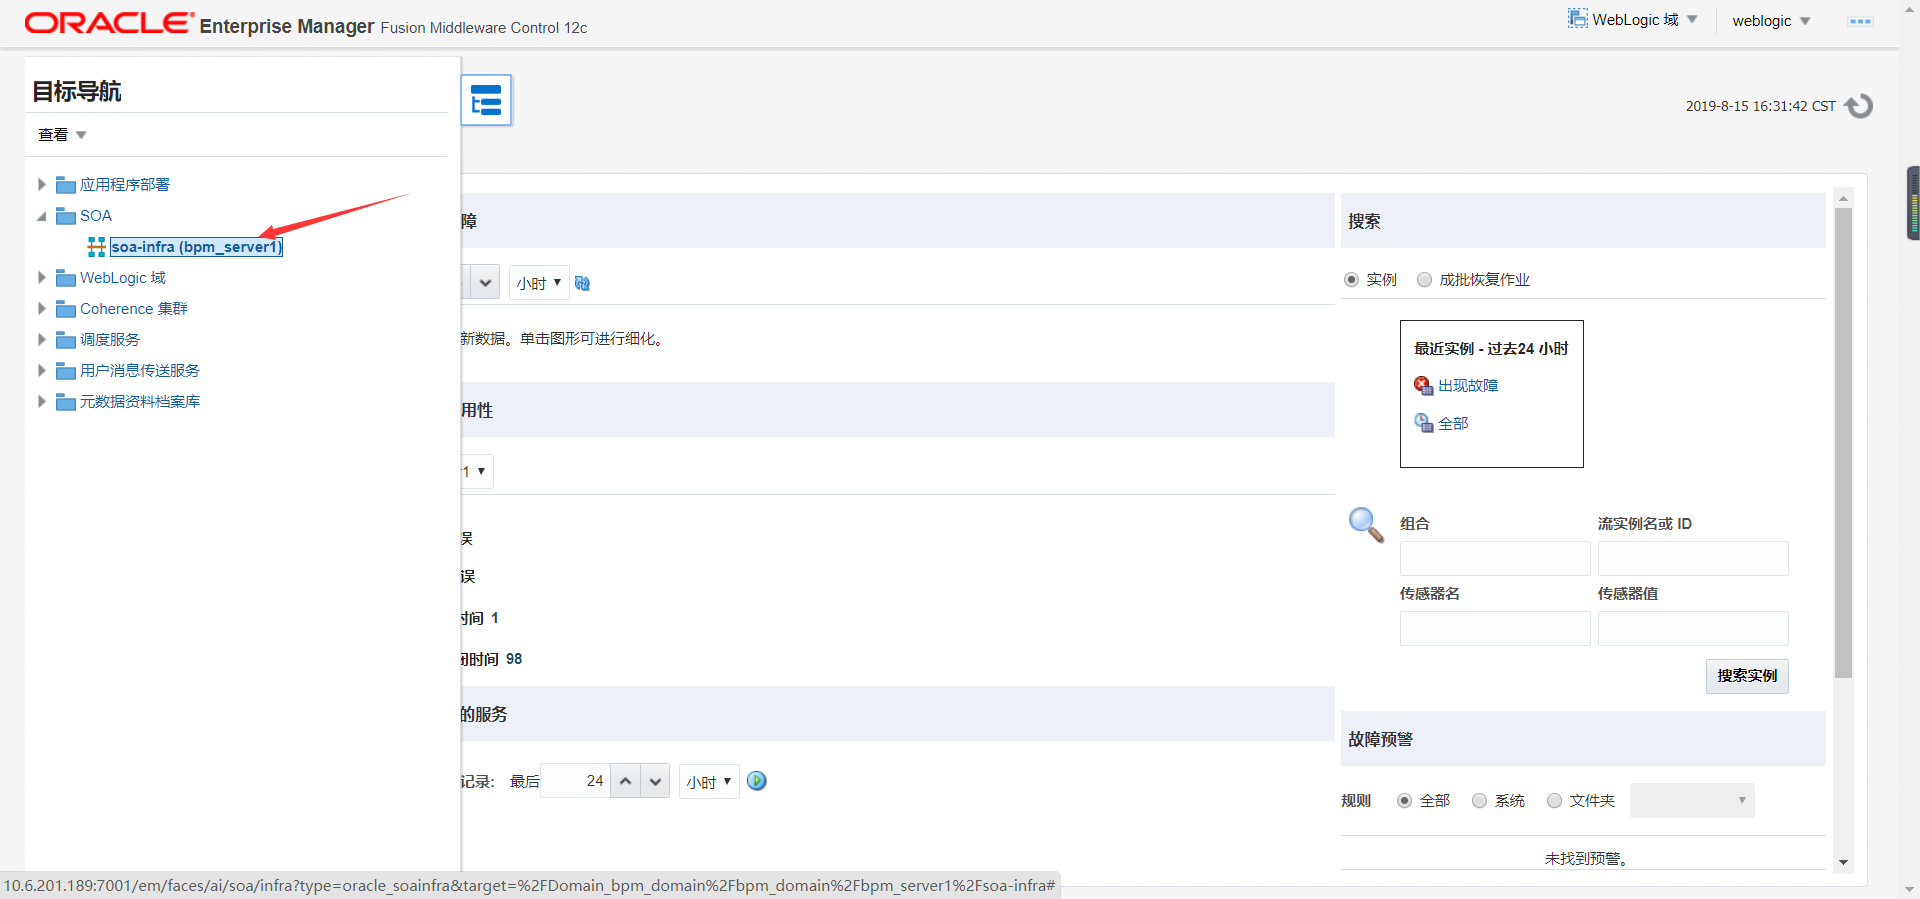 ORACLE Enterprise Manager Fusion Middleware Control 12c
WebLogic 域
weblogic
目标导航
2019-8-15 16:31:42 CST
查看
应用程序部署
SOA
soa-infra (bpm_server1)
WebLogic 域
Coherence 集群
调度服务
用户消息传送服务
元数据资料档案库
障
小时
新数据。单击图形可进行细化。
用性
1
误
误
时间 1
闭时间 98
的服务
记录: 最后 24 小时
搜索
实例 成批恢复作业
最近实例 - 过去24 小时
出现故障
全部
组合 流实例名或 ID
传感器名 传感器值
搜索实例
故障预警
规则 全部 系统 文件夹
未找到预警。
10.6.201.189:7001/em/faces/ai/soa/infra?type=oracle_soainfra&target=%2FDomain_bpm_domain%2Fbpm_domain%2Fbpm_server1%2Fsoa-infra#